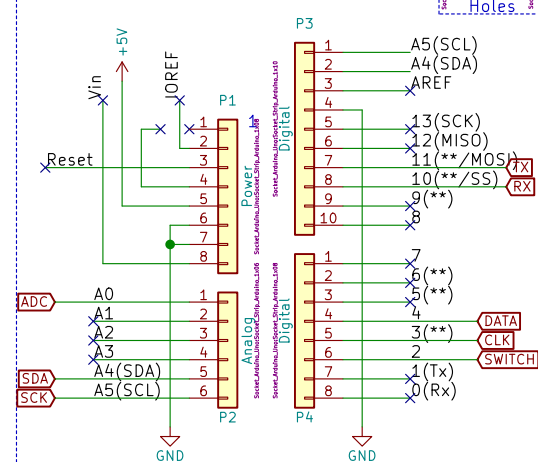 Holes
+5V
Vin
IOREF
P1
1
1
2
3
4
5
6
7
8
Reset
Power
Socket_Strip_Arduino_1x08
ADC
SDA
SCK
A0
A1
A2
A3
A4(SDA)
A5(SCL)
1
2
3
4
5
6
Analog
P2
GND
P3
Digital
Socket_Strip_Arduino_1x10
1
2
3
4
5
6
7
8
9
10
A5(SCL)
A4(SDA)
AREF
13(SCK)
12(MISO)
11(**/MOSI)
TX
10(**/SS)
RX
9(**)
8
Digital
1
2
3
4
5
6
7
8
7
6(**)
5(**)
4
DATA
3(**)
CLK
2
SWITCH
1(Tx)
0(Rx)
P4
GND